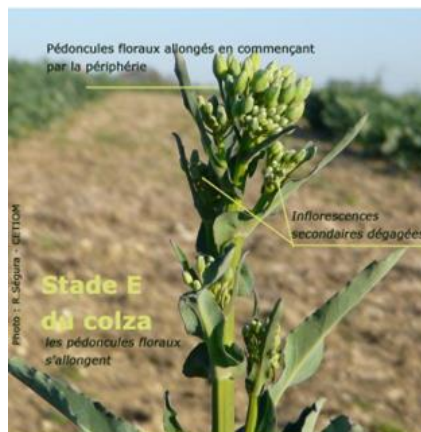 Pédoncules floraux allongés en commençant
par la périphérie
Inflorescences
secondaires dégagées
Stade E
du colza
les pédoncules floraux
s'allongent
Photo : R.Ségura - CETIOM